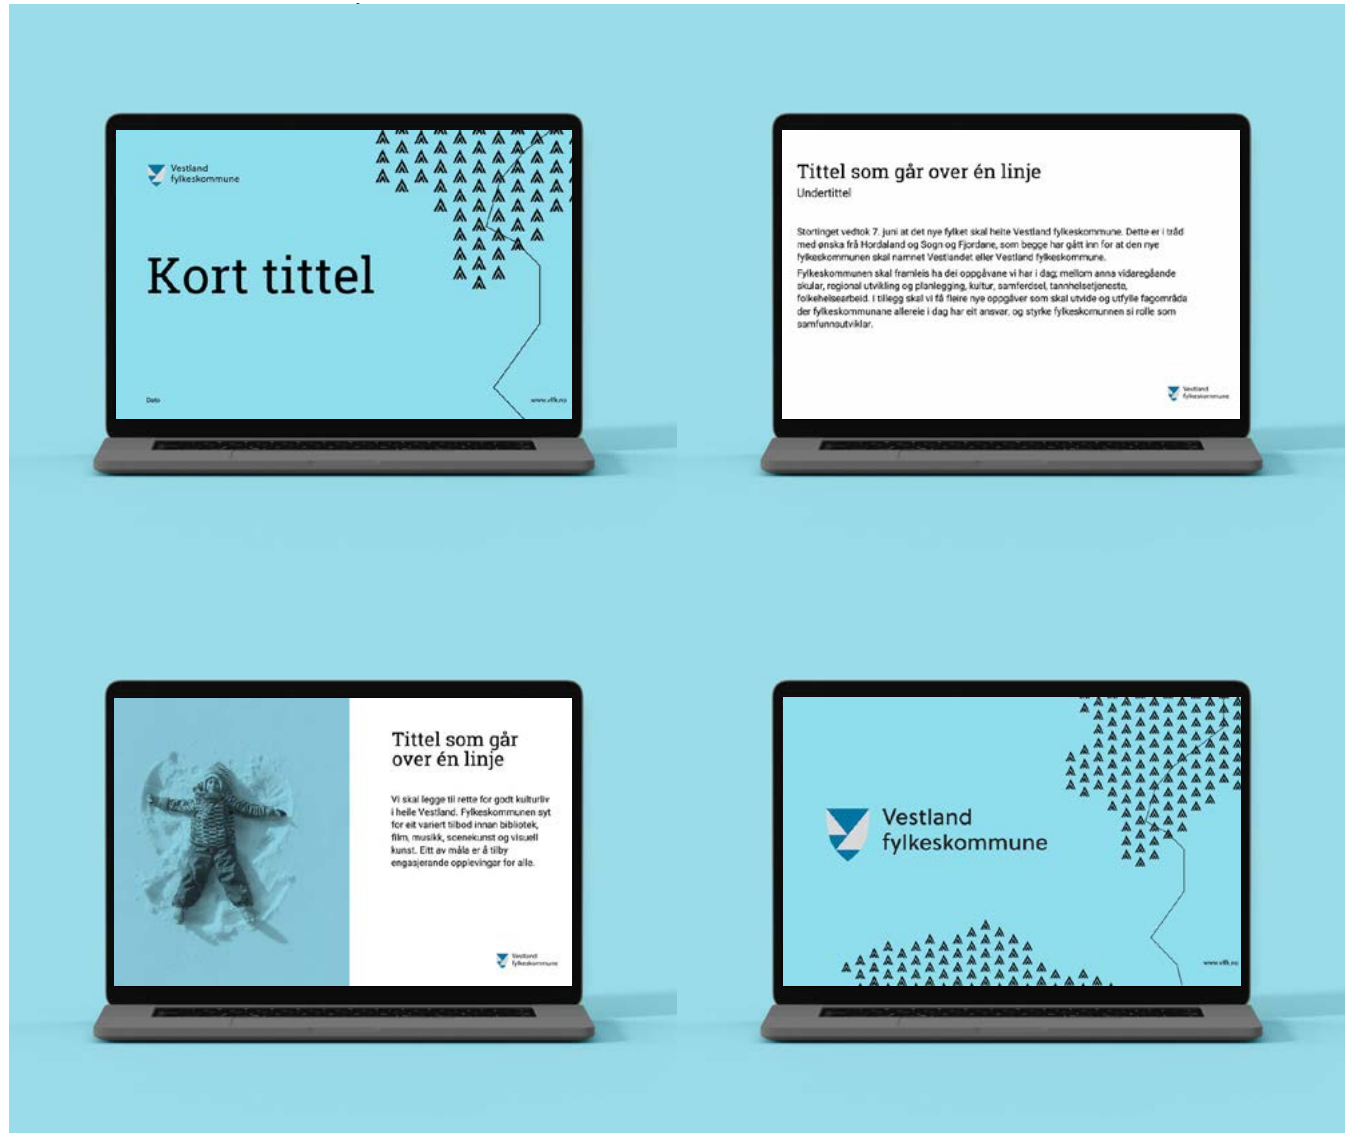 Vestland
fylkeskommune
Kort tittel
Dato
www.vlfk.no
Tittel som går over én linje
Undertittel
Stortinget vedtok 7. juni at det nye fylket skal heite Vestland fylkeskommune. Dette er i tråd
med ønska frå Hordaland og Sogn og Fjordane, som begge har gått inn for at den nye
fylkeskommunen skal namnet Vestlandet eller Vestland fylkeskommune.
Fylkeskommunen skal framleis ha dei oppgåvane vi har i dag; mellom anna vidaregåande
skular, regional utvikling og planlegging, kultur, samferdsel, tannhelsetjeneste,
folkehelsearbeid. I tillegg skal vi få fleire nye oppgåver som skal utvide og utfylle fagområda
der fylkeskommunane allereie i dag har eit ansvar, og styrke fylkeskomunnen si rolle som
samfunnsutviklar.
Vestland
fylkeskommune
Tittel som går
over én linje
Vi skal legge til rette for godt kulturliv
i heile Vestland. Fylkeskommunen syt
for eit variert tilbod innan bibliotek,
film, musikk, scenekunst og visuell
kunst. Eitt av måla er å tilby
engasjerande opplevingar for alle.
Vestland
fylkeskommune
Vestland
fylkeskommune
www.vlfk.no